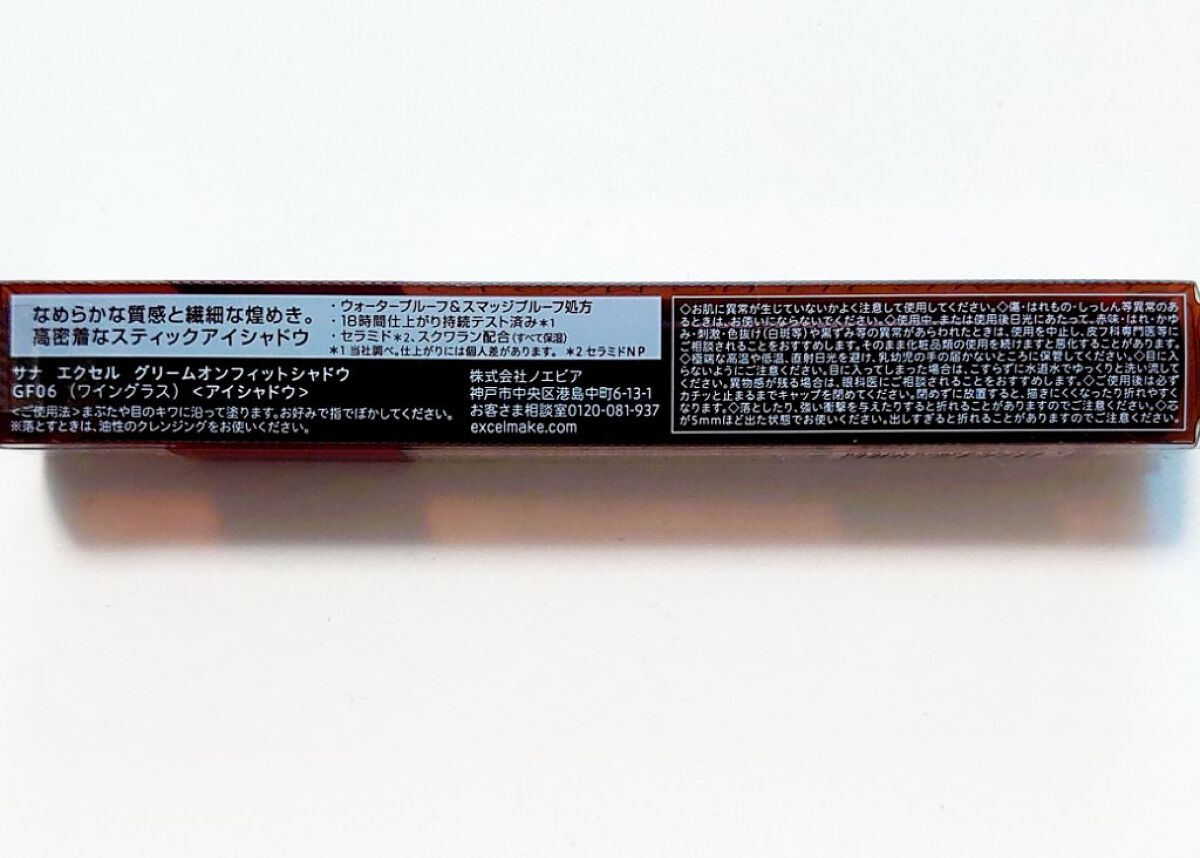 なめらかな質感と繊細な煌めき。
高密着なスティックアイシャドウ
・ウォータープルーフ&スマッジプルーフ処方
・18時間仕上がり持続テスト済み＊1
・セラミド＊2、スクワラン配合(すべて保湿)
＊1 当社調べ。仕上がりには個人差があります。 ＊2 セラミドNP
サナ エクセル グリームオンフィットシャドウ
GF06 （ワイングラス）＜アイシャドウ＞
＜ご使用法＞まぶたや目のキワに沿って塗ります。お好みで指でぼかしてください。
※落とすときは、油性のクレンジングをお使いください。
株式会社ノエビア
神戸市中央区港島中町6-13-1
お客さま相談室0120-081-937
excelmake.com
◇お肌に異常が生じていないかよく注意して使用してください。◇傷・はれもの・しっしん等異常のあ
るときは、お使いにならないでください。◇使用中、または使用後日光にあたって、赤味・はれ・かゆ
み・刺激・色抜け(白斑等)や黒ずみ等の異常があらわれたときは、使用を中止し、皮フ科専門医等に
ご相談されることをおすすめします。そのまま化粧品類の使用を続けますと悪化することがあります。
◇極端な高温や低温、直射日光を避け、乳幼児の手の届かないところに保管してください。◇目に入
らないようにご注意ください。目に入ってしまった場合は、こすらずに水道水でゆっくりと洗い流して
ください。異物感が残る場合は、眼科医にご相談されることをおすすめします。◇ご使用後は必ず
カチッと止まるまでキャップを閉めてください。閉めずに放置すると、描きにくくなったり折れやすく
なります。◇落としたり、強い衝撃を与えたりすると折れることがありますのでご注意ください。◇芯
が5mmほど出た状態でお使いください。出しすぎると折れることがありますのでご注意ください。